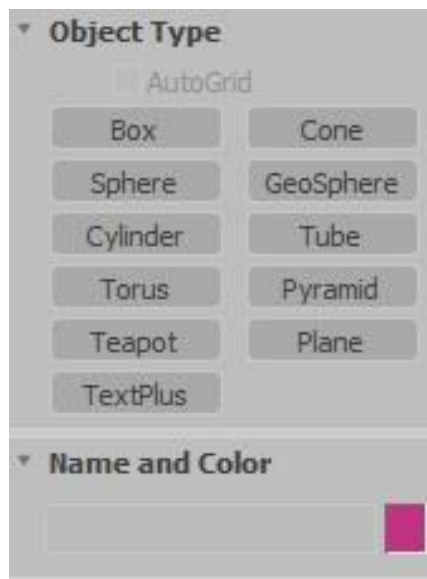 Object Type
AutoGrid
Box Cone
Sphere GeoSphere
Cylinder Tube
Torus Pyramid
Teapot Plane
TextPlus
Name and Color